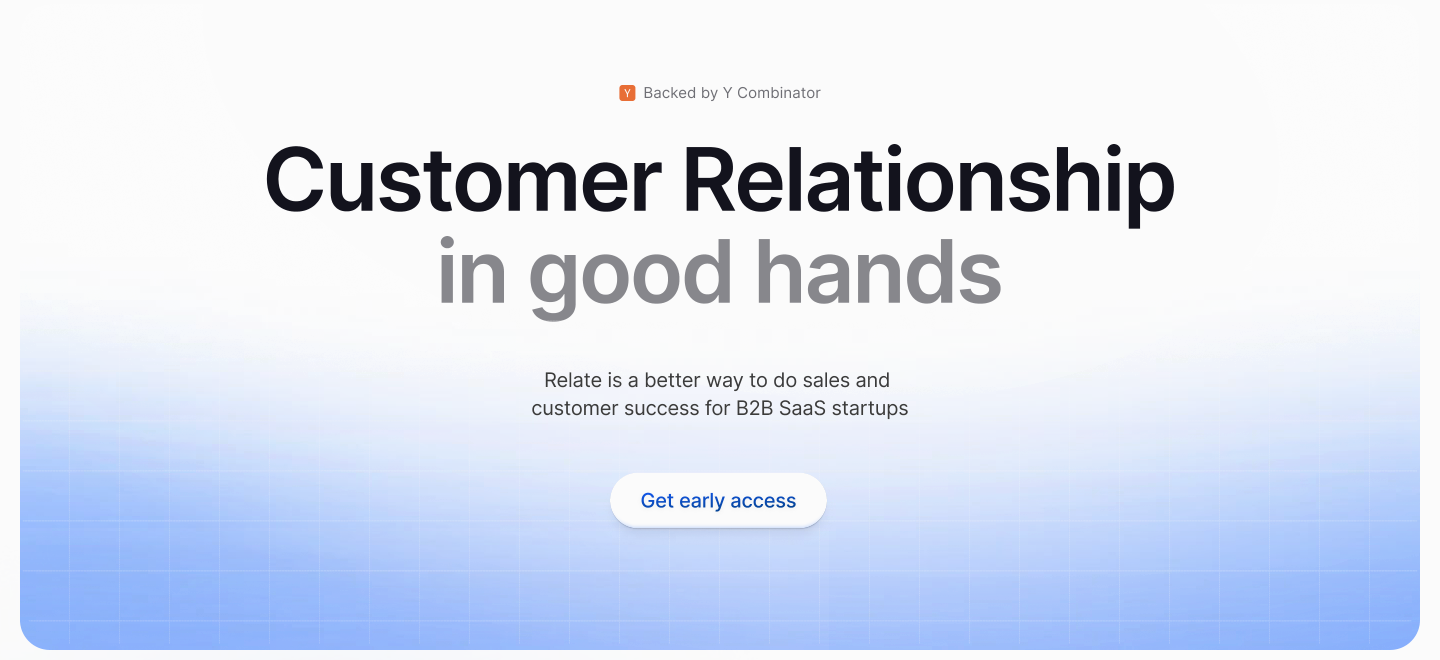 Y Backed by Y Combinator
Customer Relationship
in good hands
Relate is a better way to do sales and
customer success for B2B SaaS startups
Get early access